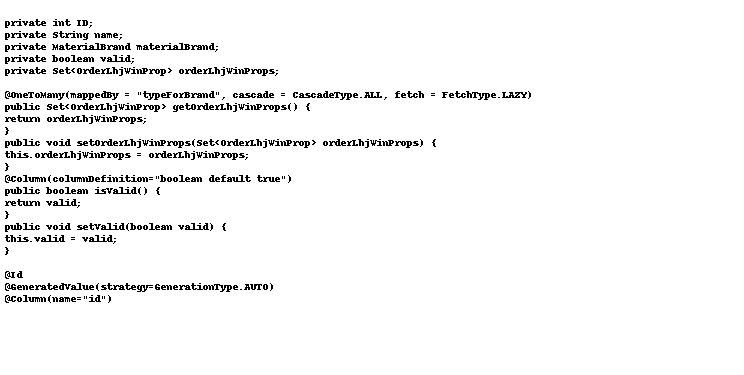 private int ID;
private String name;
private MaterialBrand materialBrand;
private boolean valid;
private Set<OrderLhjWinProp> orderLhjWinProps;
@OneToMany(mappedBy = "typeForBrand", cascade = CascadeType.ALL, fetch = FetchType.LAZY)
public Set<OrderLhjWinProp> getOrderLhjWinProps() {
return orderLhjWinProps;
}
public void setOrderLhjWinProps(Set<OrderLhjWinProp> orderLhjWinProps) {
this.orderLhjWinProps = orderLhjWinProps;
}
@Column(columnDefinition="boolean default true")
public boolean isValid() {
return valid;
}
public void setValid(boolean valid) {
this.valid = valid;
}
@Id
@GeneratedValue(strategy=GenerationType.AUTO)
@Column(name="id")